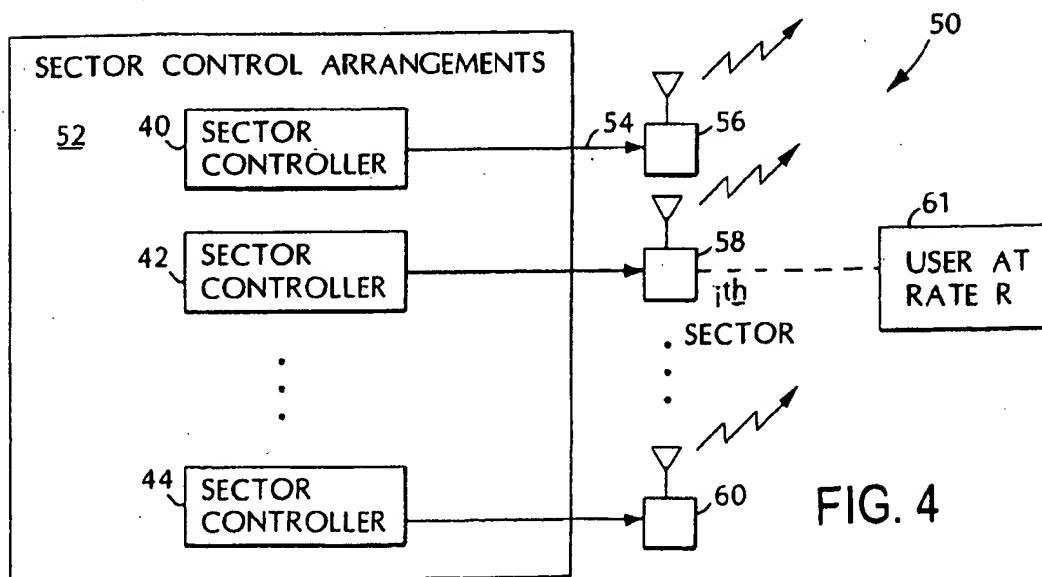 50
SECTOR CONTROL ARRANGEMENTS
52
40
SECTOR
CONTROLLER
54
56
42
SECTOR
CONTROLLER
58
ith
SECTOR
61
USER AT
RATE R
44
SECTOR
CONTROLLER
60
FIG. 4